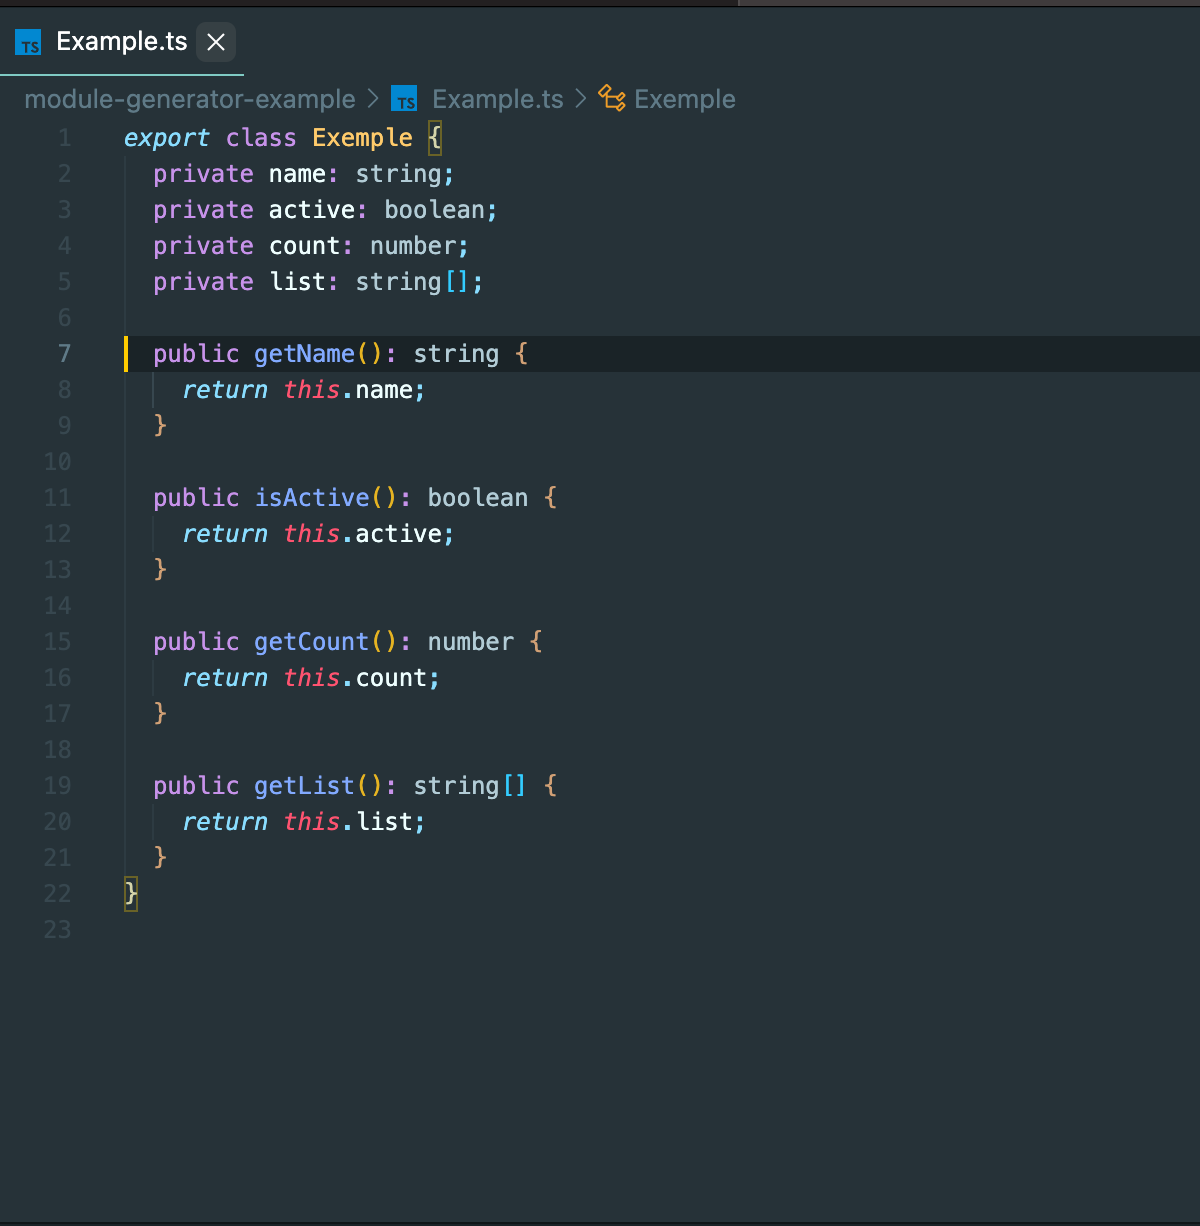 TS Example.ts ×
module-generator-example > TS Example.ts > Exemple
1 export class Exemple {
2   private name: string;
3   private active: boolean;
4   private count: number;
5   private list: string[];
6
7   public getName(): string {
8     return this.name;
9   }
10
11   public isActive(): boolean {
12     return this.active;
13   }
14
15   public getCount(): number {
16     return this.count;
17   }
18
19   public getList(): string[] {
20     return this.list;
21   }
22 }
23